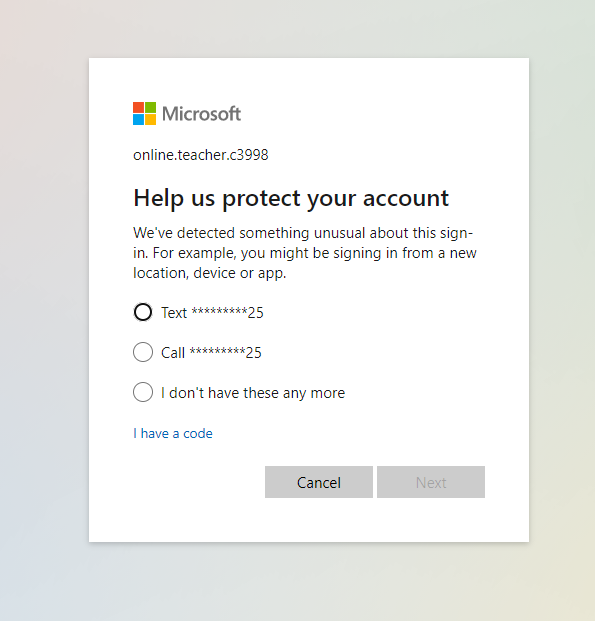 Microsoft
online.teacher.c3998
Help us protect your account
We've detected something unusual about this sign-
in. For example, you might be signing in from a new
location, device or app.
Text *********25
Call *********25
I don't have these any more
I have a code
Cancel Next